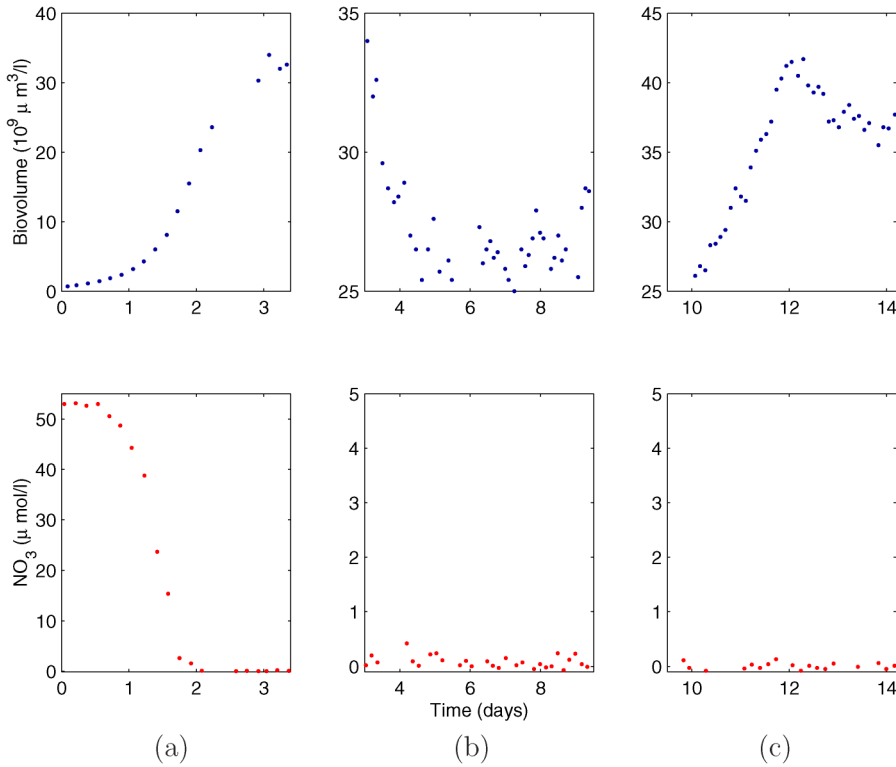 40 30 20 10 0
Biovolume (10⁹ μ m³/l)
0 1 2 3
35 30 25
4 6 8
45 40 35 30 25
10 12 14
50 40 30 20 10 0
NO₃ (μ mol/l)
0 1 2 3
5 4 3 2 1 0
4 6 8
5 4 3 2 1 0
10 12 14
Time (days)
(a) (b) (c)